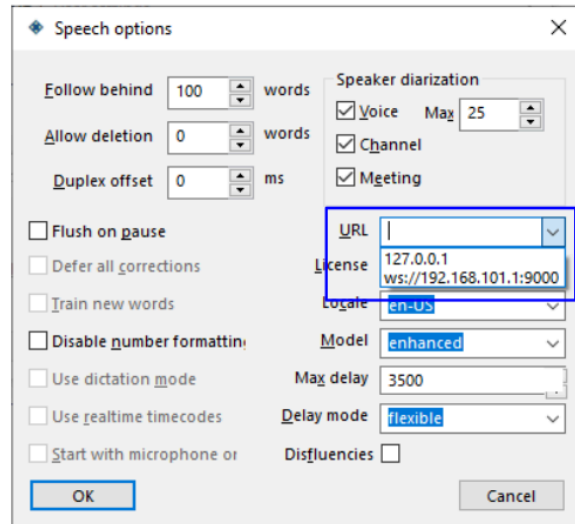 Speech options
Follow behind 100 words
Allow deletion 0 words
Duplex offset 0 ms
Speaker diarization
Voice Max 25
Channel
Meeting
Flush on pause
Defer all corrections
Train new words
Disable number formatting
Use dictation mode
Use realtime timecodes
Start with microphone or
URL
127.0.0.1
ws://192.168.101.1:9000
License
Locale en-US
Model enhanced
Max delay 3500
Delay mode flexible
Disfluencies
OK
Cancel